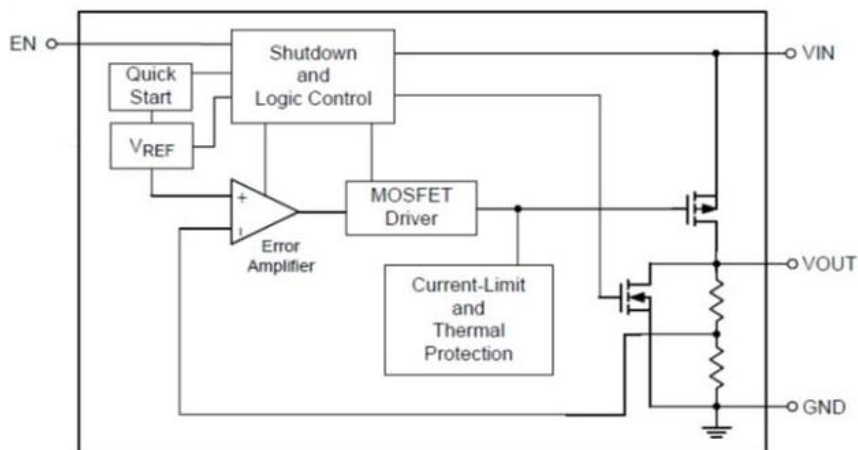 EN
Shutdown
and
Logic Control
VIN
Quick
Start
VREF
+
-
MOSFET
Driver
Error
Amplifier
VOUT
Current-Limit
and
Thermal
Protection
GND